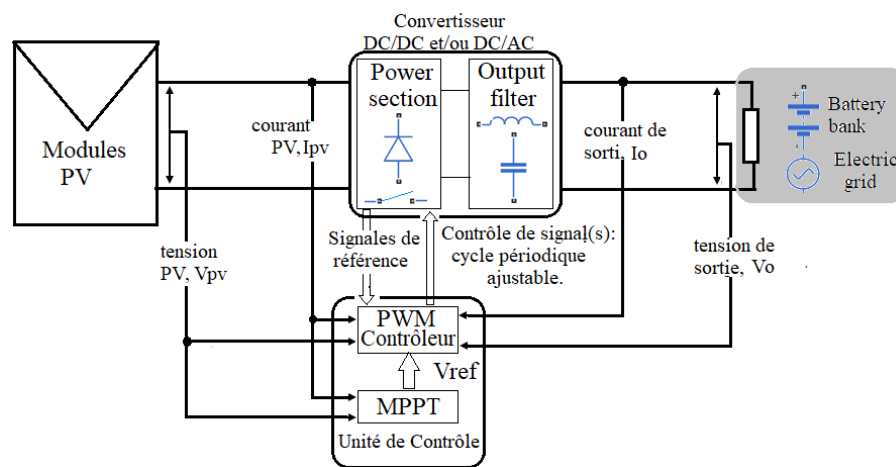 Convertisseur
DC/DC et/ou DC/AC
Modules
PV
Power
section
Output
filter
courant
PV, Ipv
courant de
sorti, Io
Battery
bank
Electric
grid
tension
PV, Vpv
Signales de
référence
Contrôle de signal(s):
cycle périodique
ajustable.
tension de
sortie, Vo
PWM
Contrôleur
Vref
MPPT
Unité de Contrôle